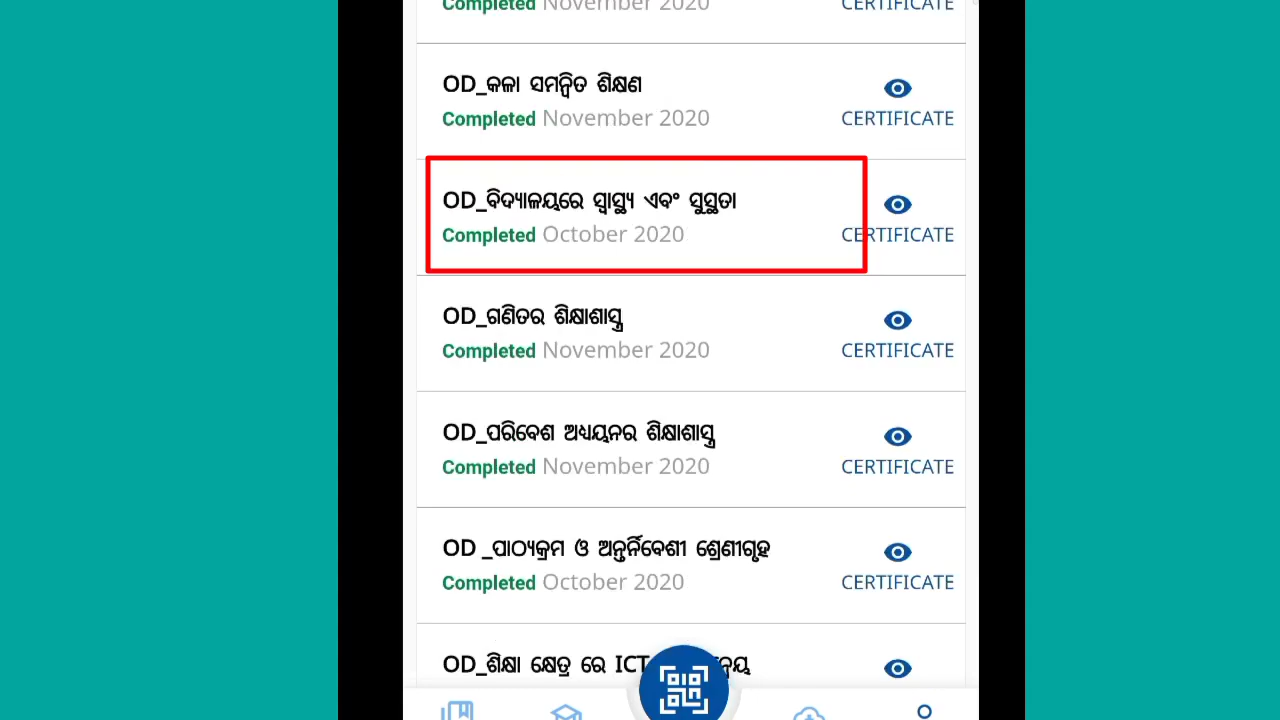 Completed November 2020
CERTIFICATE
OD_କଳା ସମନ୍ୱିତ ଶିକ୍ଷଣ
Completed November 2020
CERTIFICATE
OD_ବିଦ୍ୟାଳୟରେ ସ୍ୱାସ୍ଥ୍ୟ ଏବଂ ସୁସ୍ଥତା
Completed October 2020
CERTIFICATE
OD_ଗଣିତର ଶିକ୍ଷାଶାସ୍ତ୍ର
Completed November 2020
CERTIFICATE
OD_ପରିବେଶ ଅଧ୍ୟୟନର ଶିକ୍ଷାଶାସ୍ତ୍ର
Completed November 2020
CERTIFICATE
OD _ପାଠ୍ୟକ୍ରମ ଓ ଅନ୍ତର୍ନିବେଶୀ ଶ୍ରେଣୀଗୃହ
Completed October 2020
CERTIFICATE
OD_ଶିକ୍ଷା କ୍ଷେତ୍ର ରେ ICT